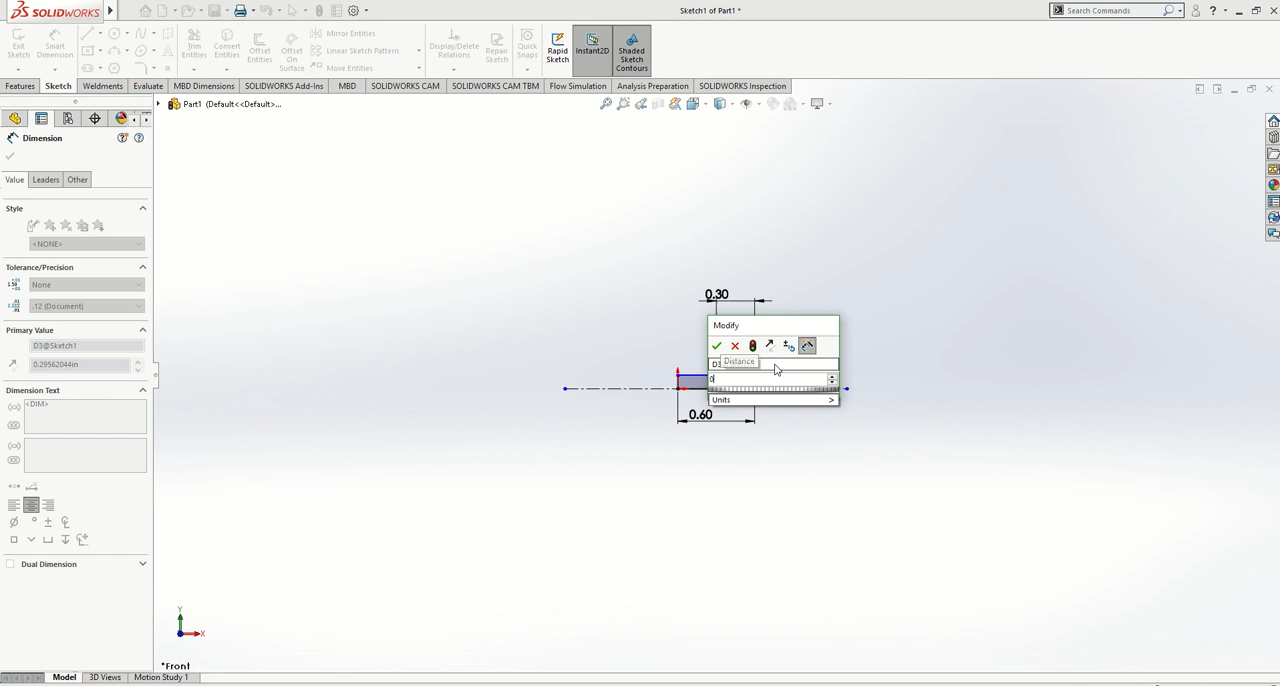 SOLIDWORKS
Sketch1 of Part1 *
Search Commands
Exit Sketch
Smart Dimension
Trim Entities
Convert Entities
Offset Entities
Offset On Surface
Mirror Entities
Linear Sketch Pattern
Move Entities
Display/Delete Relations
Repair Sketch
Quick Snaps
Rapid Sketch
Instant2D
Shaded Sketch Contours
Features
Sketch
Weldments
Evaluate
MBD Dimensions
SOLIDWORKS Add-Ins
MBD
SOLIDWORKS CAM
SOLIDWORKS CAM TBM
Flow Simulation
Analysis Preparation
SOLIDWORKS Inspection
Part1 (Default<<Default>...
Dimension
Value
Leaders
Other
Style
<NONE>
Tolerance/Precision
None
.12 (Document)
Primary Value
D3@Sketch1
0.29562044in
Dimension Text
<DIM>
Dual Dimension
0.30
Modify
D3
Distance
0
Units >
0.60
Y
X
*Front
Model
3D Views
Motion Study 1